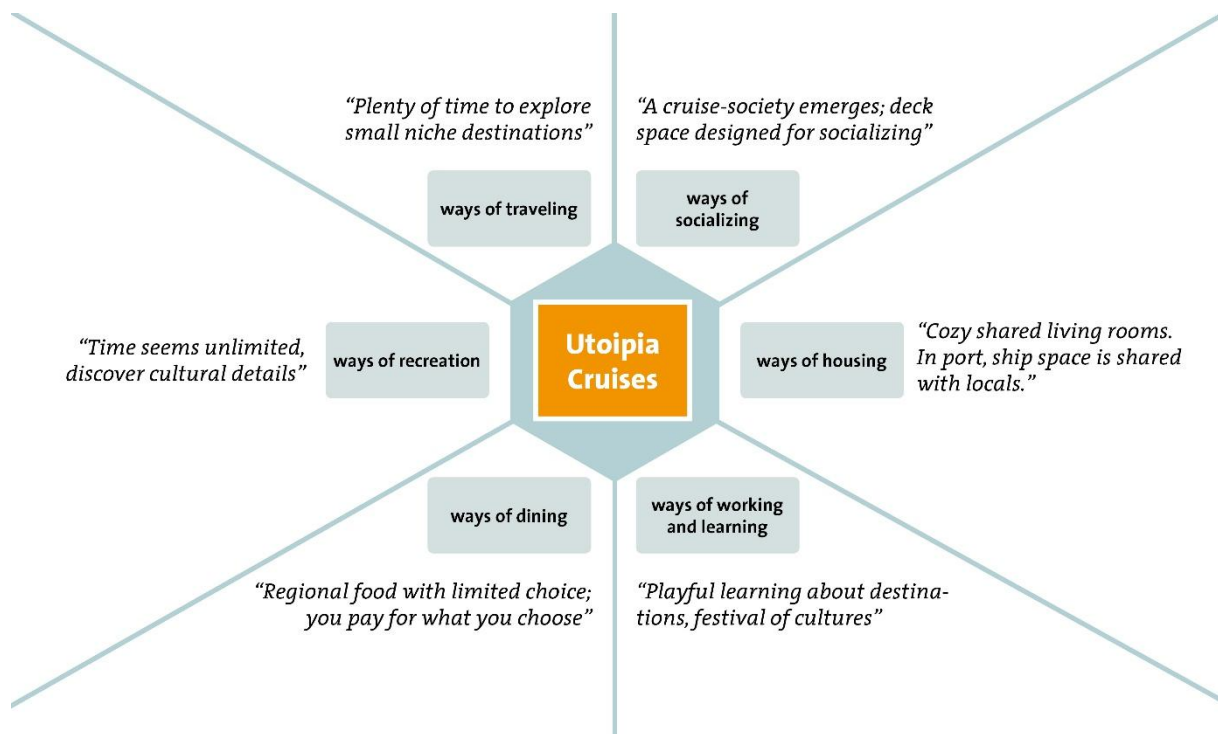 “Plenty of time to explore
small niche destinations”
“A cruise-society emerges; deck
space designed for socializing”
ways of traveling
ways of
socializing
“Time seems unlimited,
discover cultural details”
ways of recreation
Utoipia
Cruises
ways of housing
“Cozy shared living rooms.
In port, ship space is shared
with locals.”
ways of dining
ways of working
and learning
“Regional food with limited choice;
you pay for what you choose”
“Playful learning about destina-
tions, festival of cultures”